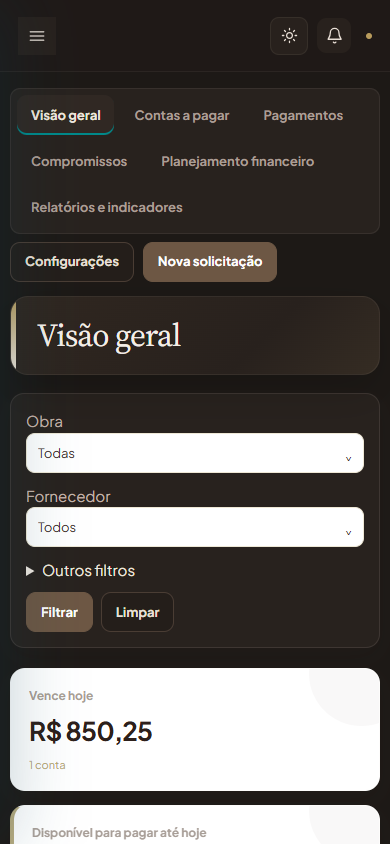 Visão geral
Contas a pagar
Pagamentos
Compromissos
Planejamento financeiro
Relatórios e indicadores
Configurações
Nova solicitação
Visão geral
Obra
Todas
Fornecedor
Todos
Outros filtros
Filtrar
Limpar
Vence hoje
R$ 850,25
1 conta
Disponível para pagar até hoje